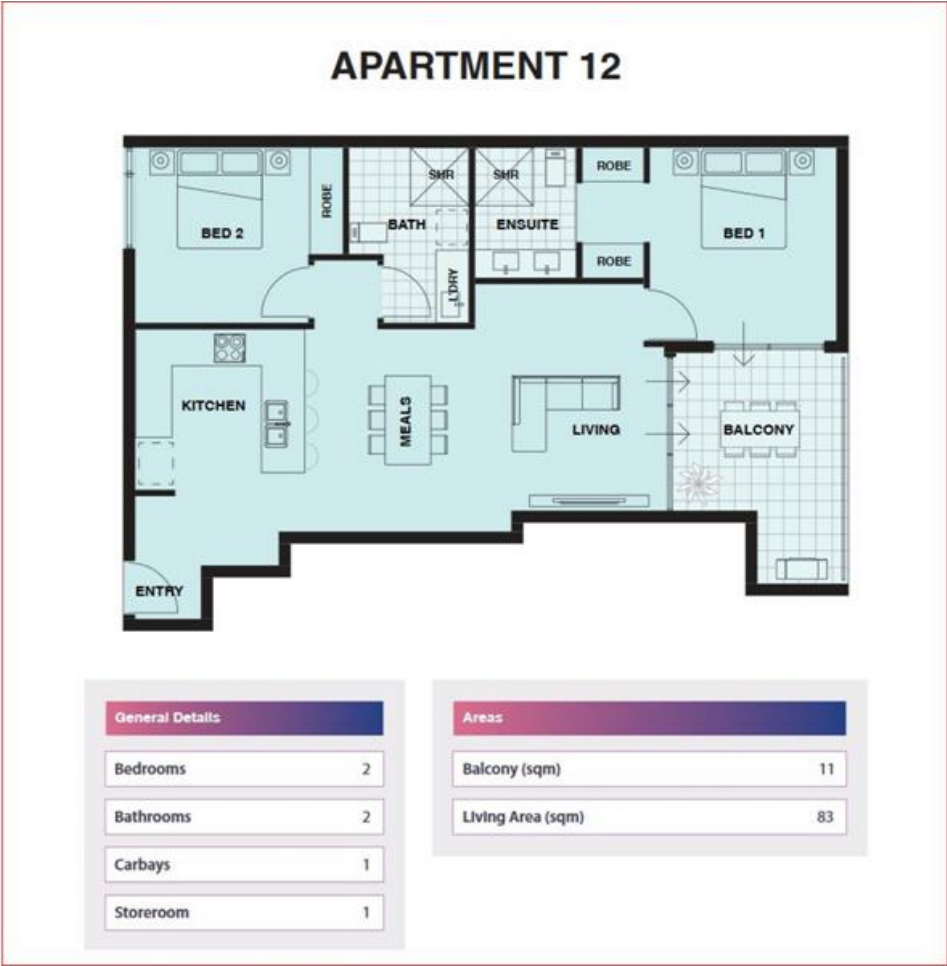 APARTMENT 12
SHR
SHR
ROBE
ROBE
BED 2
BATH
ENSUITE
BED 1
ROBE
L'DRY
KITCHEN
MEALS
LIVING
BALCONY
ENTRY
General Details
Bedrooms 2
Bathrooms 2
Carbays 1
Storeroom 1
Areas
Balcony (sqm) 11
Living Area (sqm) 83